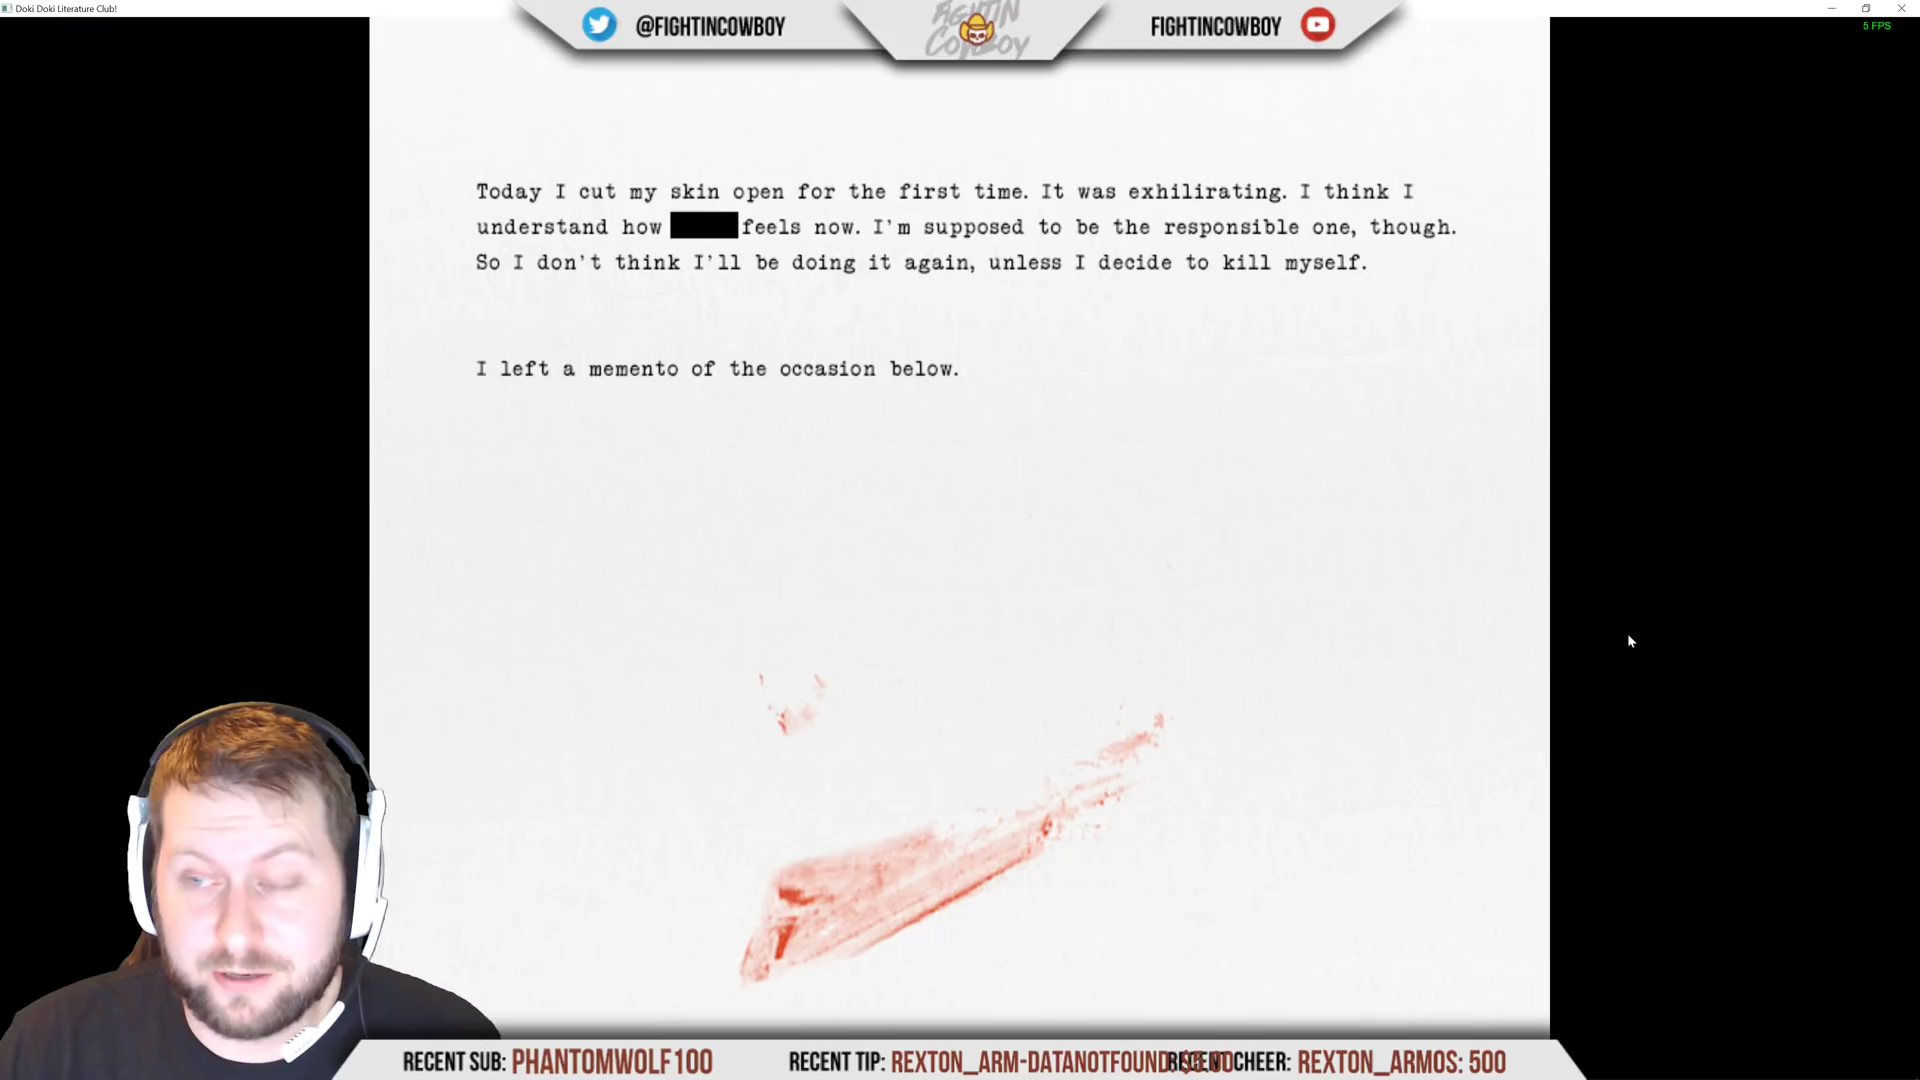 Doki Doki Literature Club!
5 FPS
@FIGHTINCOWBOY
FIGHTIN COWBOY
FIGHTINCOWBOY
Today I cut my skin open for the first time. It was exhilirating. I think I
understand how feels now. I'm supposed to be the responsible one, though.
So I don't think I'll be doing it again, unless I decide to kill myself.
I left a memento of the occasion below.
RECENT SUB: PHANTOMWOLF100
RECENT TIP: REXTON_ARM-DATANOTFOUND:
CHEER: REXTON_ARMOS: 500